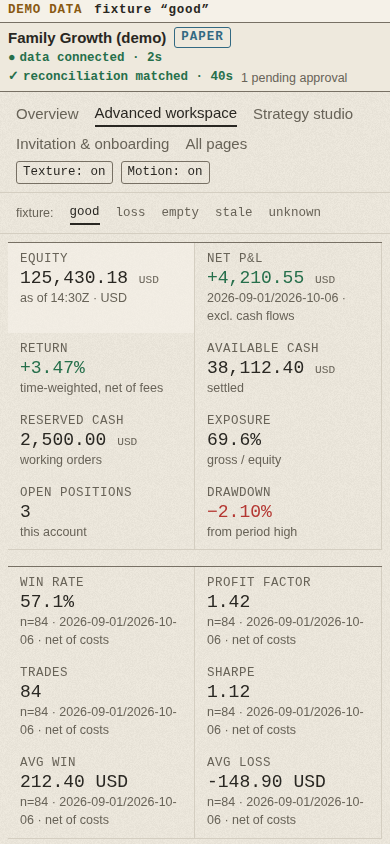 DEMO DATA fixture “good”
Family Growth (demo) PAPER
● data connected · 2s
✓ reconciliation matched · 40s 1 pending approval
Overview Advanced workspace Strategy studio
Invitation & onboarding All pages
Texture: on Motion: on
fixture: good loss empty stale unknown
EQUITY
125,430.18 USD
as of 14:30Z · USD
NET P&L
+4,210.55 USD
2026-09-01/2026-10-06 ·
excl. cash flows
RETURN
+3.47%
time-weighted, net of fees
AVAILABLE CASH
38,112.40 USD
settled
RESERVED CASH
2,500.00 USD
working orders
EXPOSURE
69.6%
gross / equity
OPEN POSITIONS
3
this account
DRAWDOWN
−2.10%
from period high
WIN RATE
57.1%
n=84 · 2026-09-01/2026-10-
06 · net of costs
PROFIT FACTOR
1.42
n=84 · 2026-09-01/2026-10-
06 · net of costs
TRADES
84
n=84 · 2026-09-01/2026-10-
06 · net of costs
SHARPE
1.12
n=84 · 2026-09-01/2026-10-
06 · net of costs
AVG WIN
212.40 USD
n=84 · 2026-09-01/2026-10-
06 · net of costs
AVG LOSS
-148.90 USD
n=84 · 2026-09-01/2026-10-
06 · net of costs